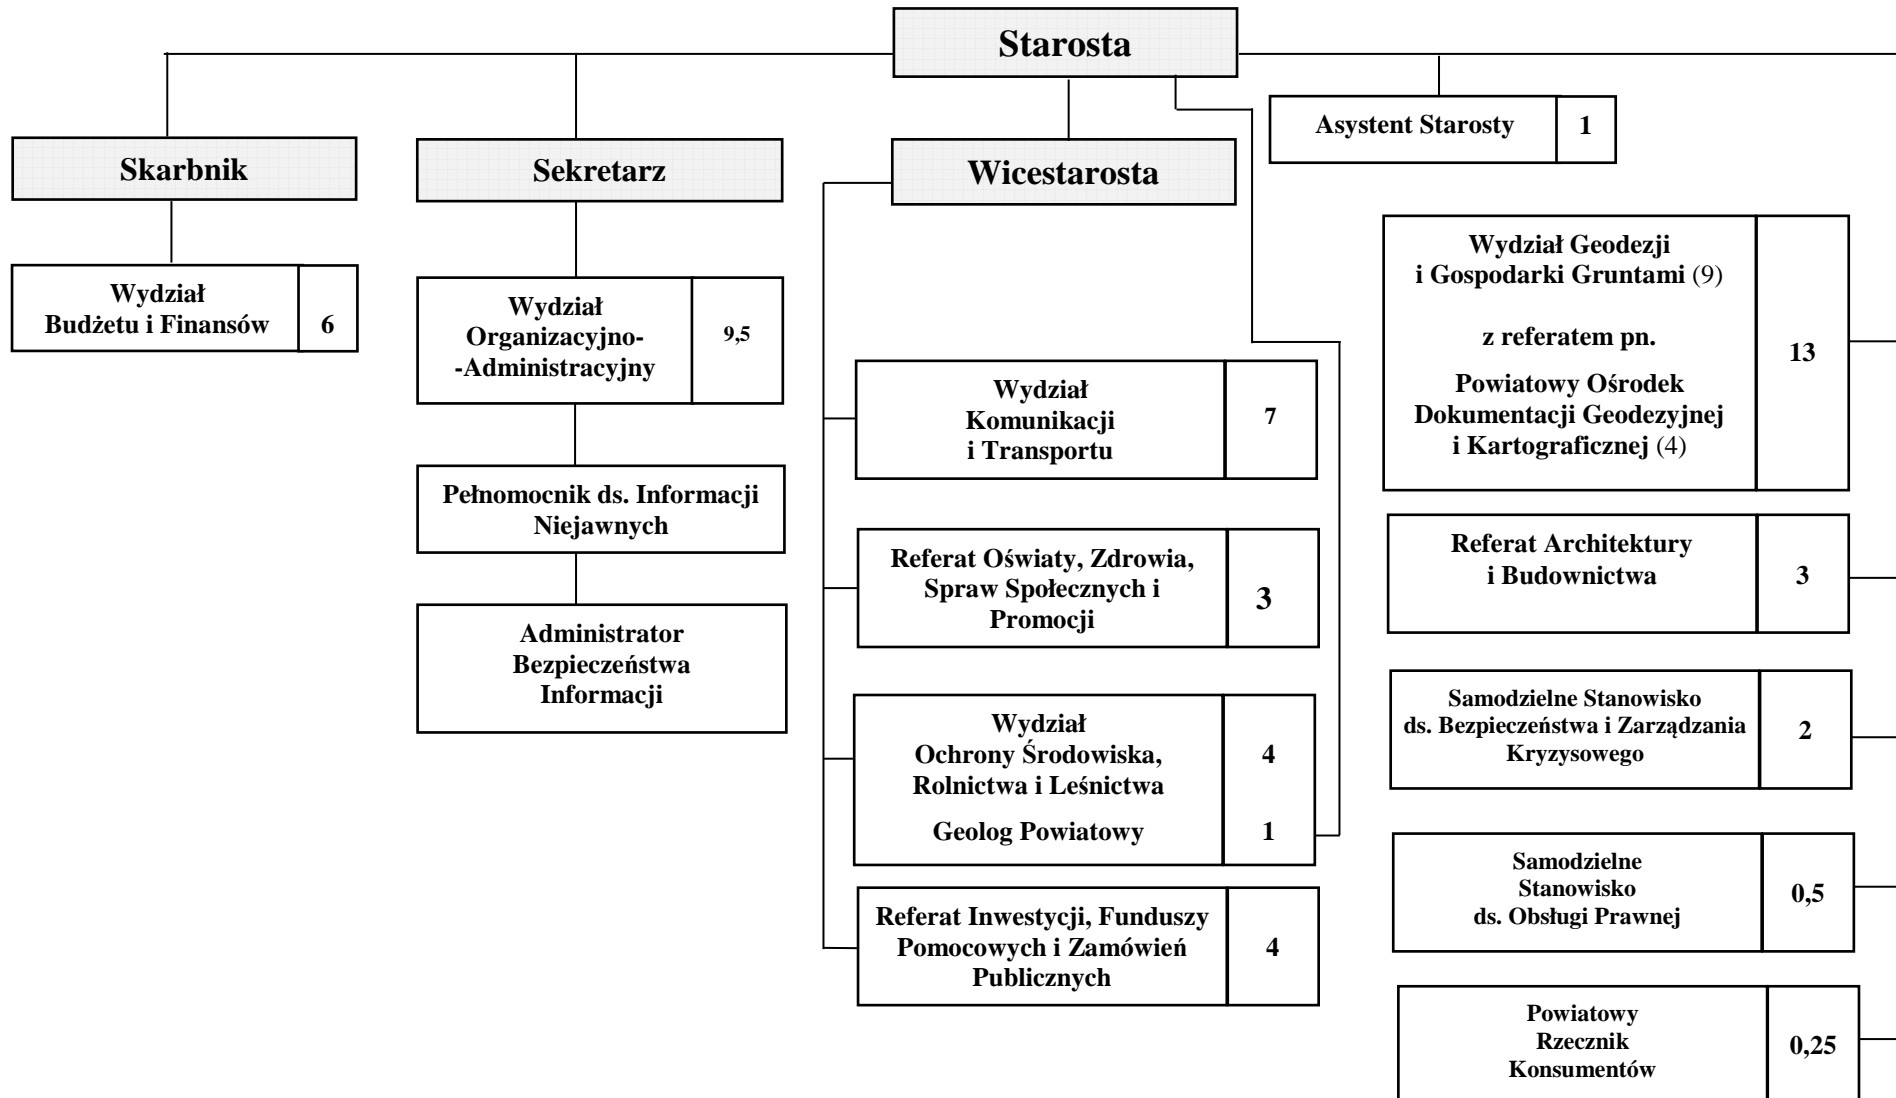 Starosta
Asystent Starosty
1
Skarbnik
Sekretarz
Wicestarosta
Wydział
Budżetu i Finansów
6
Wydział
Organizacyjno-
-Administracyjny
9,5
Pełnomocnik ds. Informacji
Niejawnych
Administrator
Bezpieczeństwa
Informacji
Wydział
Komunikacji
i Transportu
7
Referat Oświaty, Zdrowia,
Spraw Społecznych i
Promocji
3
Wydział
Ochrony Środowiska,
Rolnictwa i Leśnictwa
4
Geolog Powiatowy
1
Referat Inwestycji, Funduszy
Pomocowych i Zamówień
Publicznych
4
Wydział Geodezji
i Gospodarki Gruntami (9)
z referatem pn.
Powiatowy Ośrodek
Dokumentacji Geodezyjnej
i Kartograficznej (4)
13
Referat Architektury
i Budownictwa
3
Samodzielne Stanowisko
ds. Bezpieczeństwa i Zarządzania
Kryzysowego
2
Samodzielne
Stanowisko
ds. Obsługi Prawnej
0,5
Powiatowy
Rzecznik
Konsumentów
0,25